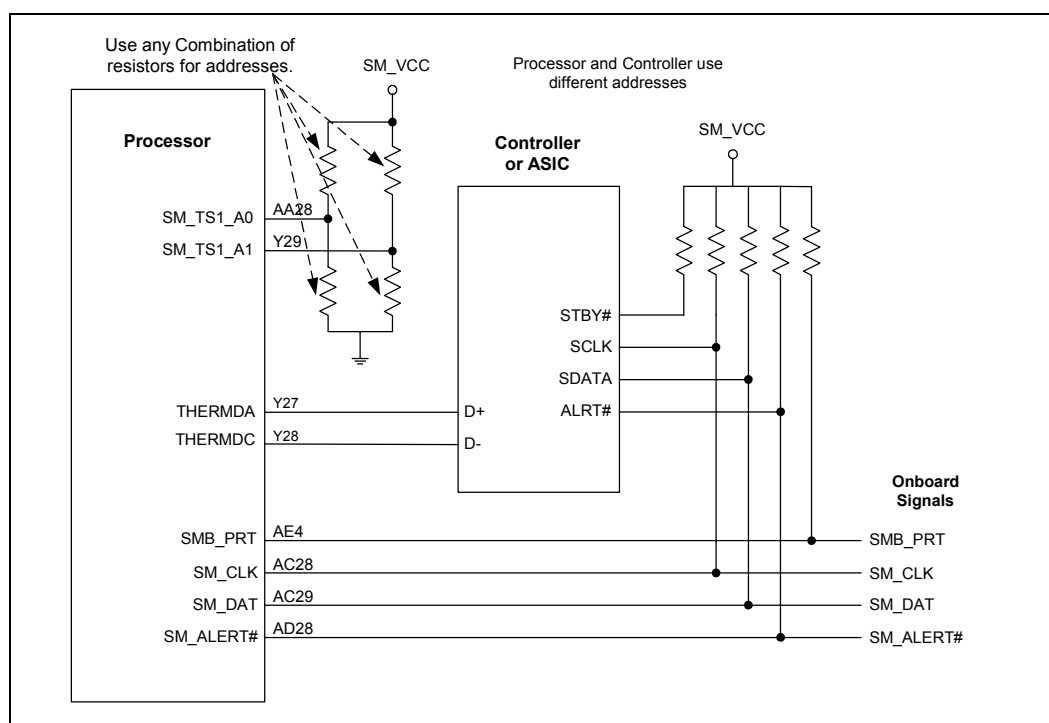 Use any Combination of
resistors for addresses.
SM_VCC
Processor and Controller use
different addresses
Processor
Controller
or ASIC
SM_VCC
SM_TS1_A0
AA28
SM_TS1_A1
Y29
STBY#
SCLK
SDATA
ALRT#
THERMDA
Y27
D+
THERMDC
Y28
D-
Onboard
Signals
SMB_PRT
AE4
SMB_PRT
SM_CLK
AC28
SM_CLK
SM_DAT
AC29
SM_DAT
SM_ALERT#
AD28
SM_ALERT#